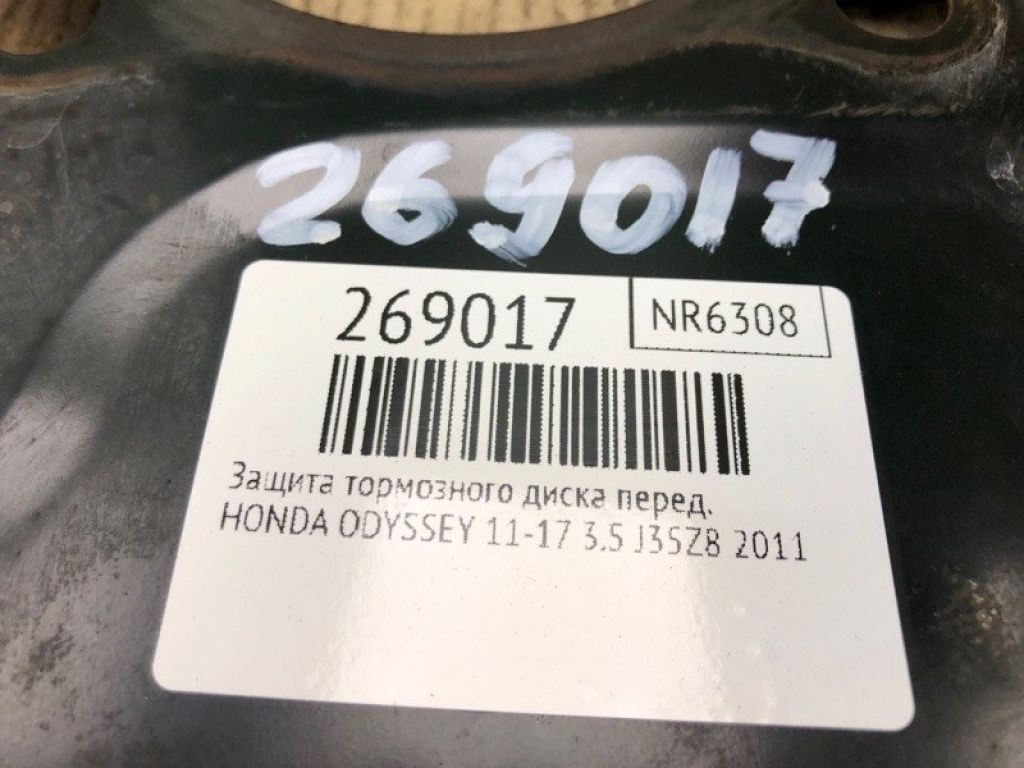 269017
269017
NR6308
Защита тормозного диска перед.
HONDA ODYSSEY 11-17 3.5 J35Z8 2011